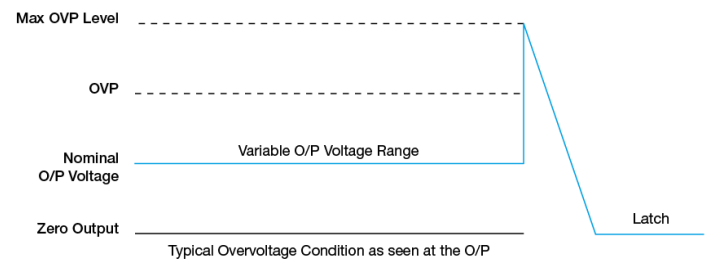 Max OVP Level
OVP
Variable O/P Voltage Range
Nominal
O/P Voltage
Latch
Zero Output
Typical Overvoltage Condition as seen at the O/P